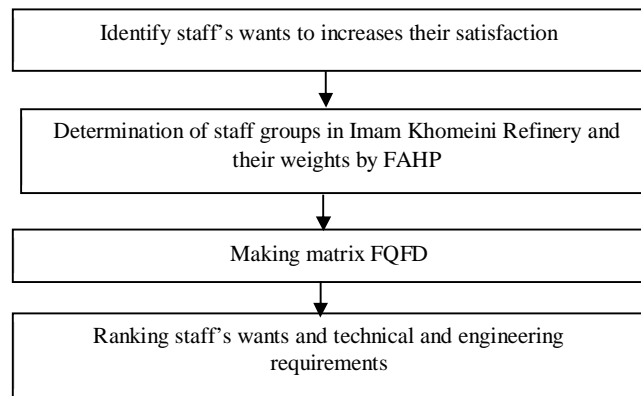 Identify staff's wants to increases their satisfaction
Determination of staff groups in Imam Khomeini Refinery and
their weights by FAHP
Making matrix FQFD
Ranking staff's wants and technical and engineering
requirements